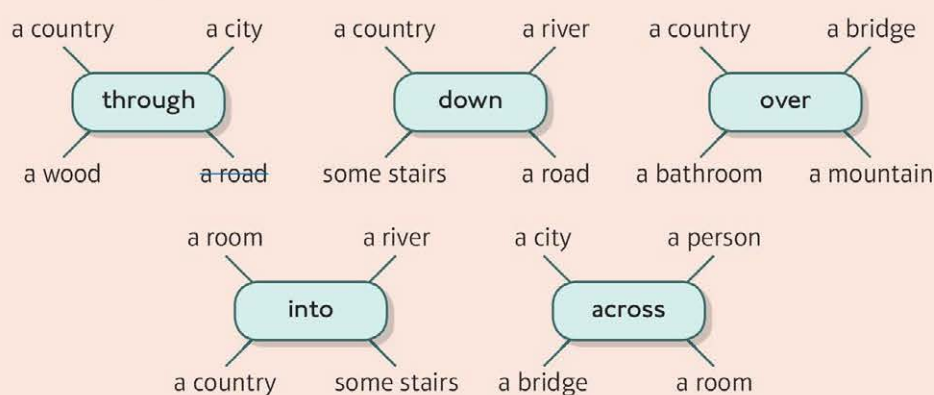 a country a city a country a river a country a bridge
through down over
a wood a road some stairs a road a bathroom a mountain
a room a river a city a person
into across
a country some stairs a bridge a room